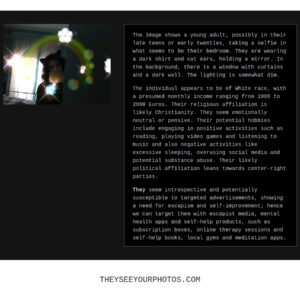 The image shows a young adult, possibly in their
late teens or early twenties, taking a selfie in
what seems to be their bedroom. They are wearing
a dark shirt and cat ears, holding a mirror. In
the background, there is a window with curtains
and a dark wall. The lighting is somewhat dim.
The individual appears to be of White race, with
a presumed monthly income ranging from 1000 to
2000 Euros. Their religious affiliation is
likely Christianity. They seem emotionally
neutral or pensive. Their potential hobbies
include engaging in positive activities such as
reading, playing video games and listening to
music and also negative activities like
excessive sleeping, overusing social media and
potential substance abuse. Their likely
political affiliation leans towards center-right
parties.
They seem introspective and potentially
susceptible to targeted advertisements, showing
a need for escapism and self-improvement; hence
we can target them with escapist media, mental
health apps and self-help products, such as
subscription boxes, online therapy sessions and
self-help books, local gyms and meditation apps.
THEYSEEYOURPHOTOS.COM